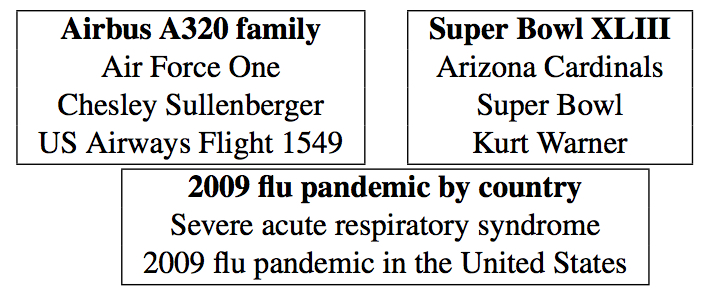 Airbus A320 family
Air Force One
Chesley Sullenberger
US Airways Flight 1549
Super Bowl XLIII
Arizona Cardinals
Super Bowl
Kurt Warner
2009 flu pandemic by country
Severe acute respiratory syndrome
2009 flu pandemic in the United States